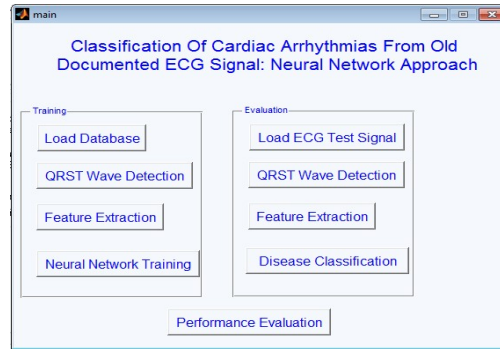 main
Classification Of Cardiac Arrhythmias From Old
Documented ECG Signal: Neural Network Approach
Training
Load Database
QRST Wave Detection
Feature Extraction
Neural Network Training
Evaluation
Load ECG Test Signal
QRST Wave Detection
Feature Extraction
Disease Classification
Performance Evaluation